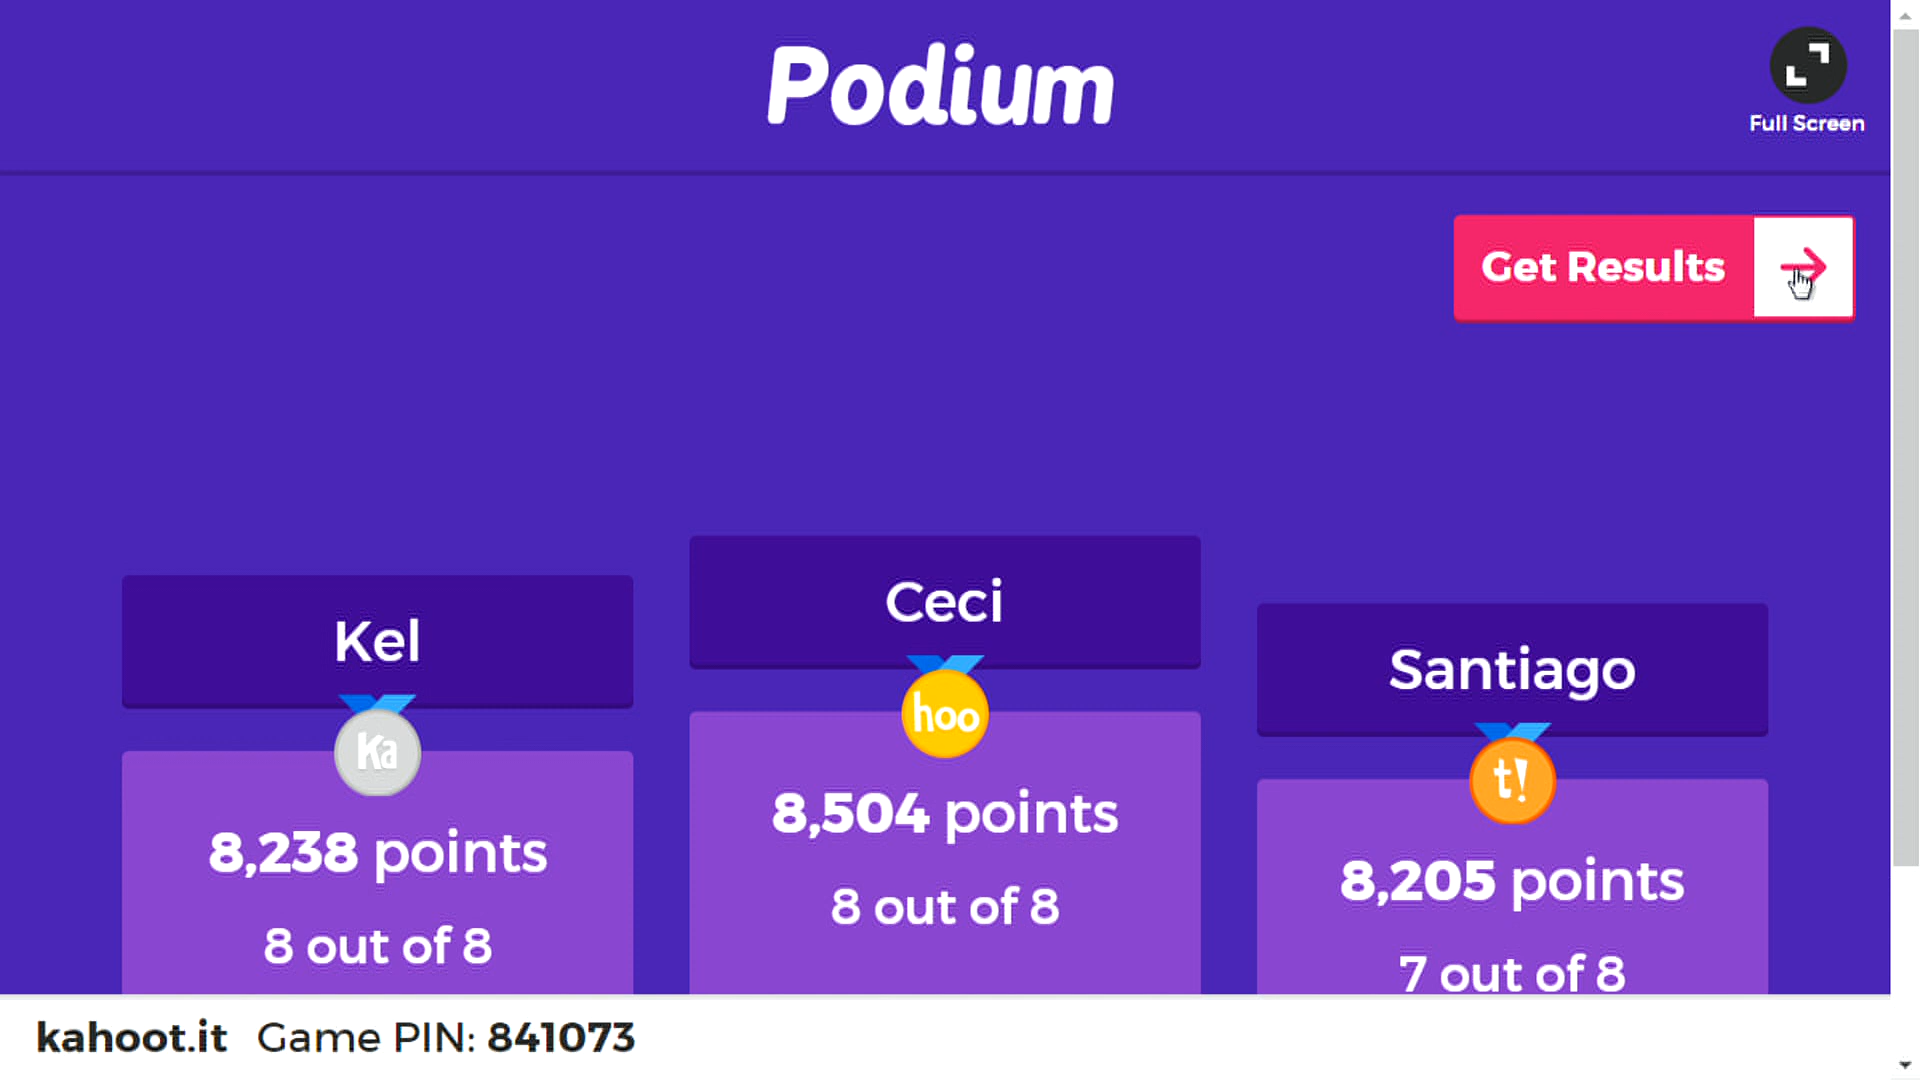 Podium
Full Screen
Get Results
Kel
Ka
8,238 points
8 out of 8
Ceci
hoo
8,504 points
8 out of 8
Santiago
t!
8,205 points
7 out of 8
kahoot.it Game PIN: 841073